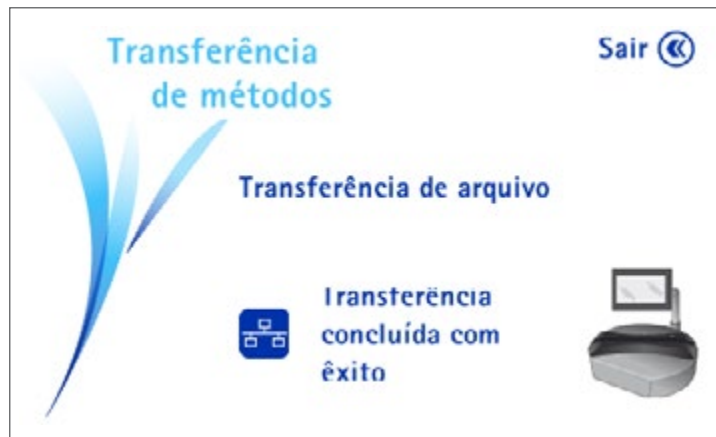 Transferência
de métodos
Sair
Transferência de arquivo
Transferência
concluída com
êxito